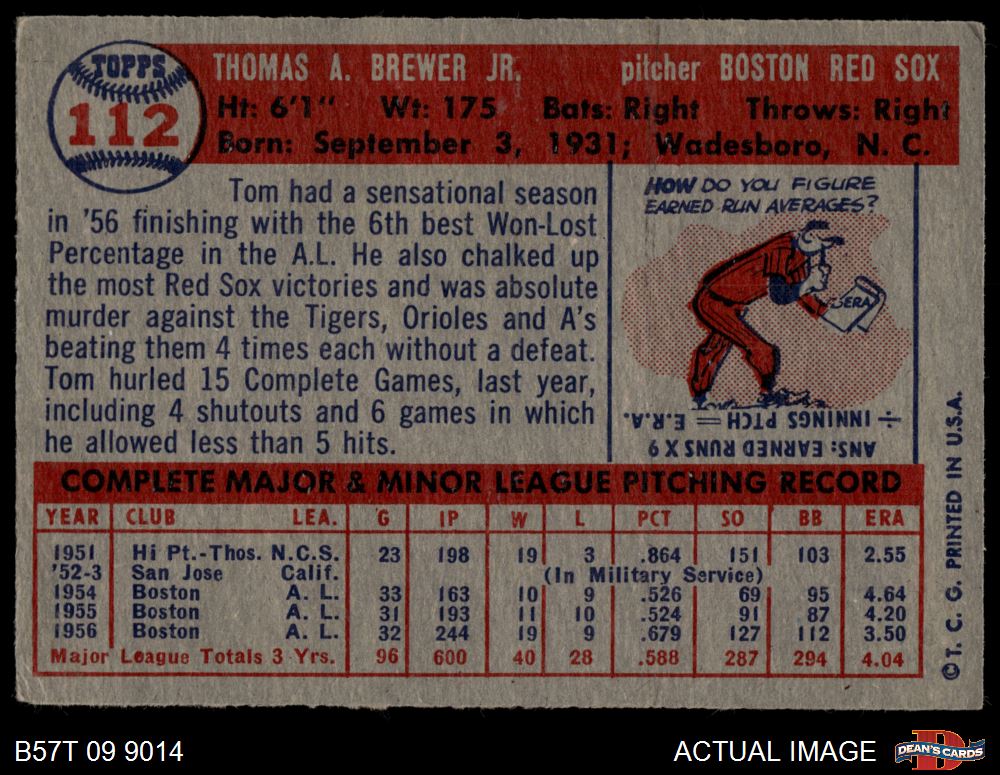 TOPPS
112
THOMAS A. BREWER JR. pitcher BOSTON RED SOX
Ht: 6'1" Wt: 175 Bats: Right Throws: Right
Born: September 3, 1931; Wadesboro, N. C.
Tom had a sensational season
in '56 finishing with the 6th best Won-Lost
Percentage in the A.L. He also chalked up
the most Red Sox victories and was absolute
murder against the Tigers, Orioles and A's
beating them 4 times each without a defeat.
Tom hurled 15 Complete Games, last year,
including 4 shutouts and 6 games in which
he allowed less than 5 hits.
HOW DO YOU FIGURE
EARNED RUN AVERAGES?
ERA
ANS: EARNED RUNS X 9
÷ INNINGS PITCH = E.R.A.
COMPLETE MAJOR & MINOR LEAGUE PITCHING RECORD
YEAR CLUB LEA. G IP W L PCT SO BB ERA
1951 Hi Pt.-Thos. N.C.S. 23 198 19 3 .864 151 103 2.55
'52-3 San Jose Calif. (In Military Service)
1954 Boston A. L. 33 163 10 9 .526 69 95 4.64
1955 Boston A. L. 31 193 11 10 .524 91 87 4.20
1956 Boston A. L. 32 244 19 9 .679 127 112 3.50
Major League Totals 3 Yrs. 96 600 40 28 .588 287 294 4.04
© T. C. G. PRINTED IN U.S.A.
B57T 09 9014 ACTUAL IMAGE
DEAN'S CARDS